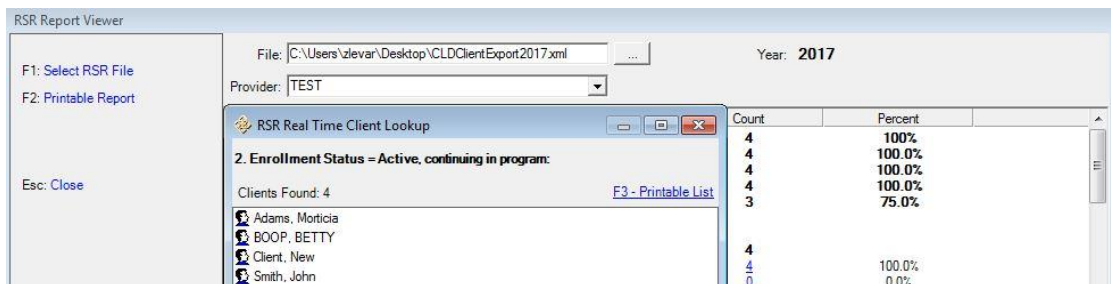 RSR Report Viewer
F1: Select RSR File
F2: Printable Report
Esc: Close
File: C:\Users\zlevar\Desktop\CLDClientExport2017.xml ... Year: 2017
Provider: TEST
RSR Real Time Client Lookup
2. Enrollment Status = Active, continuing in program:
Clients Found: 4 F3 - Printable List
Adams, Morticia
BOOP, BETTY
Client, New
Smith, John
Count Percent
4 100%
4 100.0%
4 100.0%
4 100.0%
3 75.0%
4
4 100.0%
0 0.0%